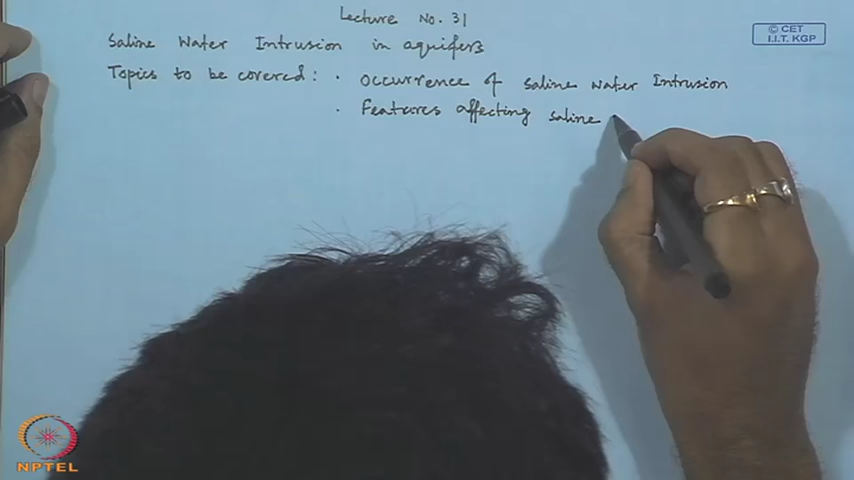 Lecture No. 31
© CET
I.I.T. KGP
Saline Water Intrusion in aquifers
Topics to be covered : · Occurrence of saline water Intrusion
· Features affecting saline
NPTEL